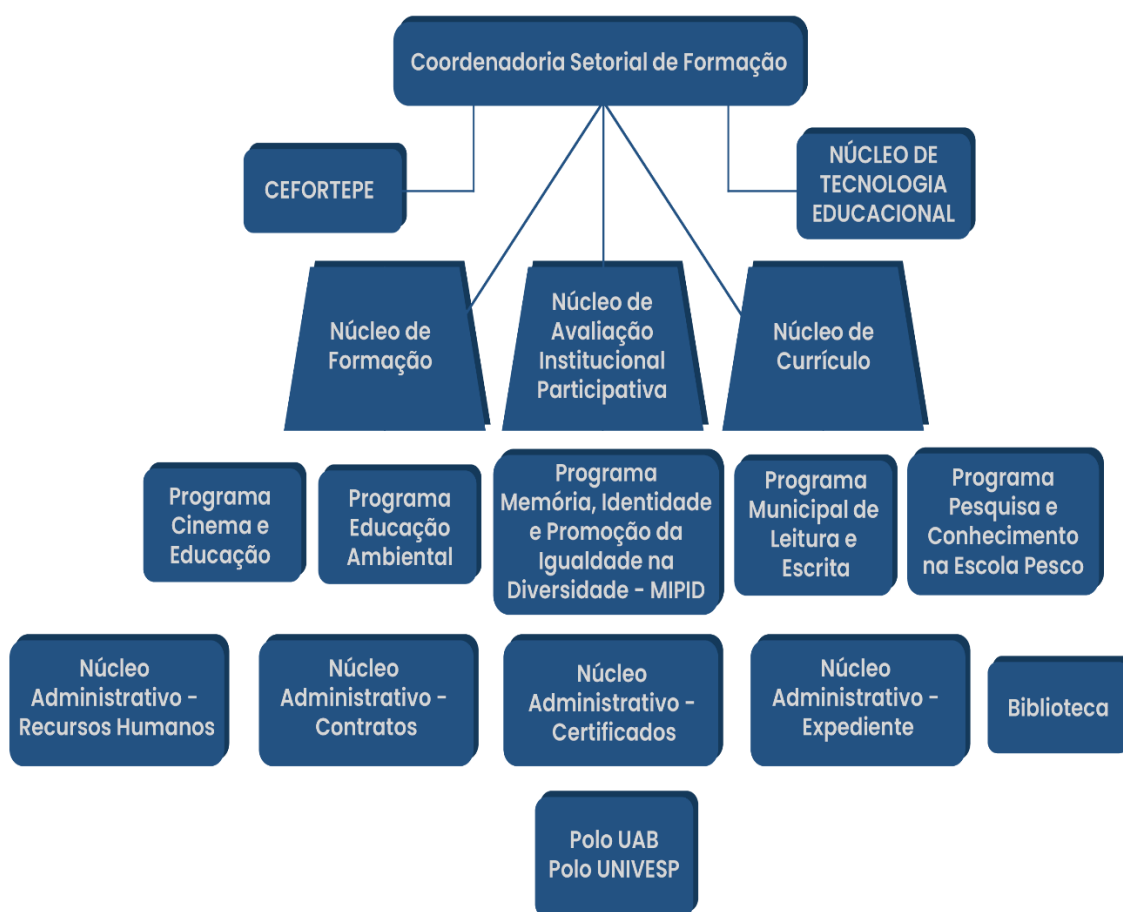 Coordenadoria Setorial de Formação
CEFORTEPE
NÚCLEO DE
TECNOLOGIA
EDUCACIONAL
Núcleo de
Formação
Núcleo de
Avaliação
Institucional
Participativa
Núcleo de
Currículo
Programa
Cinema e
Educação
Programa
Educação
Ambiental
Programa
Memória, Identidade
e Promoção da
Igualdade na
Diversidade - MIPID
Programa
Municipal de
Leitura e
Escrita
Programa
Pesquisa e
Conhecimento
na Escola Pesco
Núcleo
Administrativo -
Recursos Humanos
Núcleo
Administrativo -
Contratos
Núcleo
Administrativo -
Certificados
Núcleo
Administrativo -
Expediente
Biblioteca
Polo UAB
Polo UNIVESP